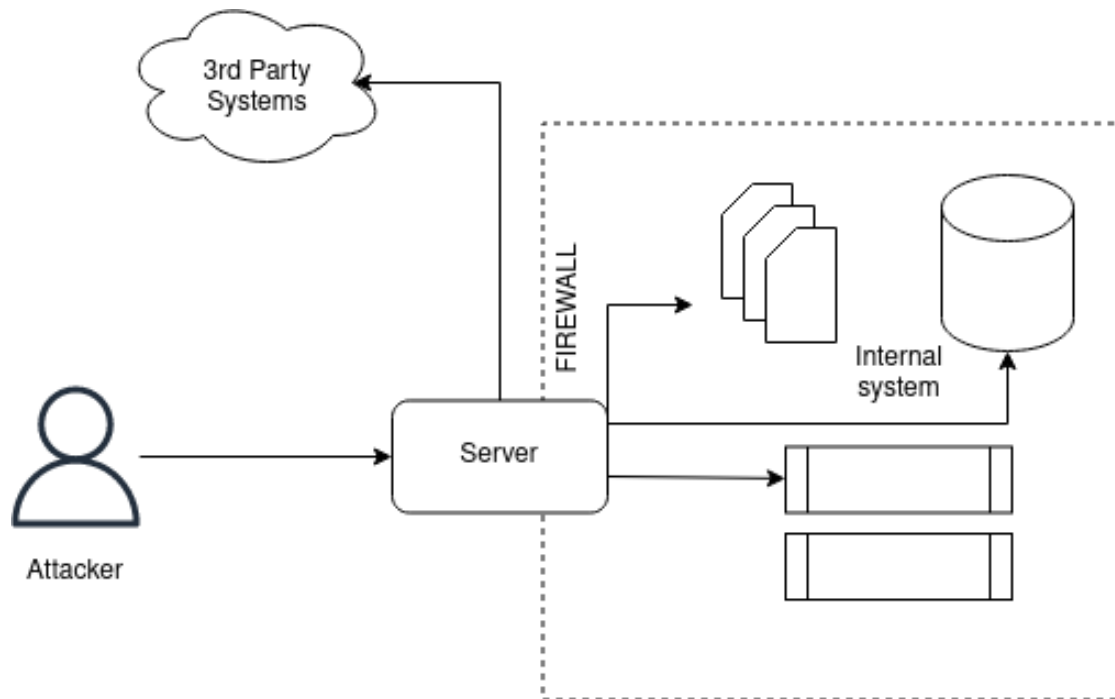 3rd Party
Systems
FIREWALL
Internal
system
Server
Attacker